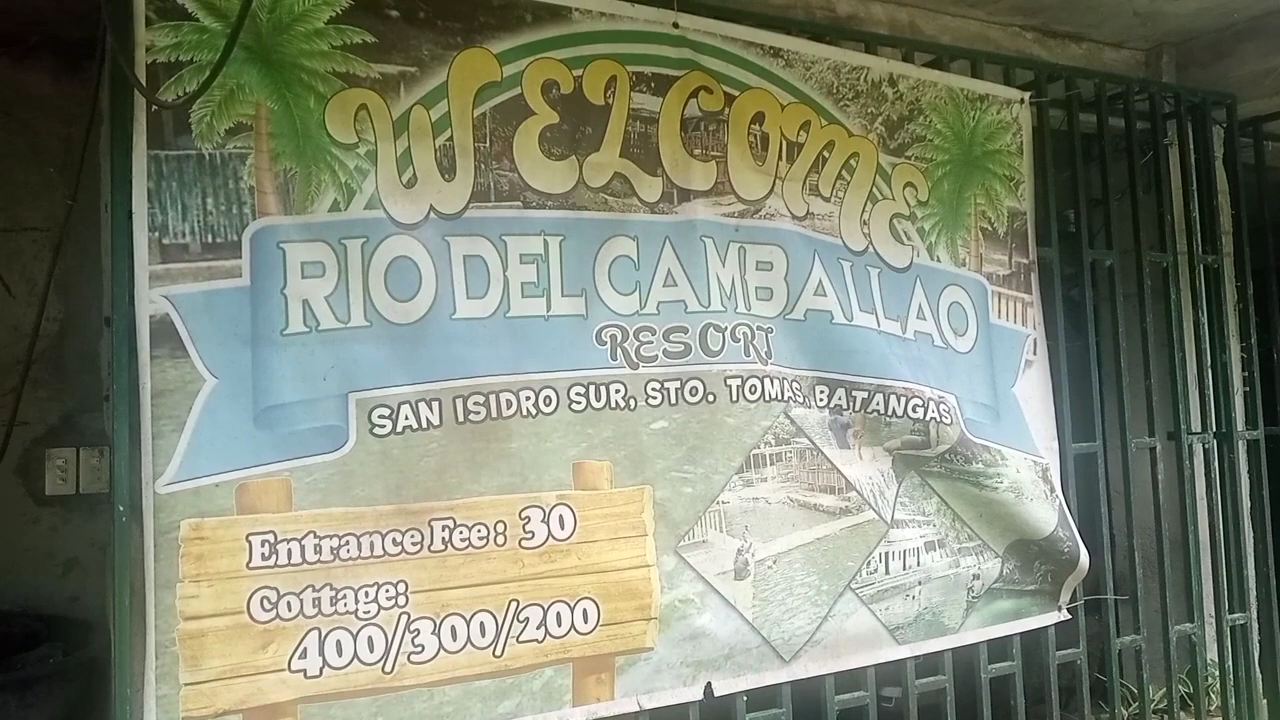 WELCOME
RIO DEL CAMBALLAO
RESORT
SAN ISIDRO SUR, STO. TOMAS, BATANGAS
Entrance Fee: 30
Cottage:
400/300/200